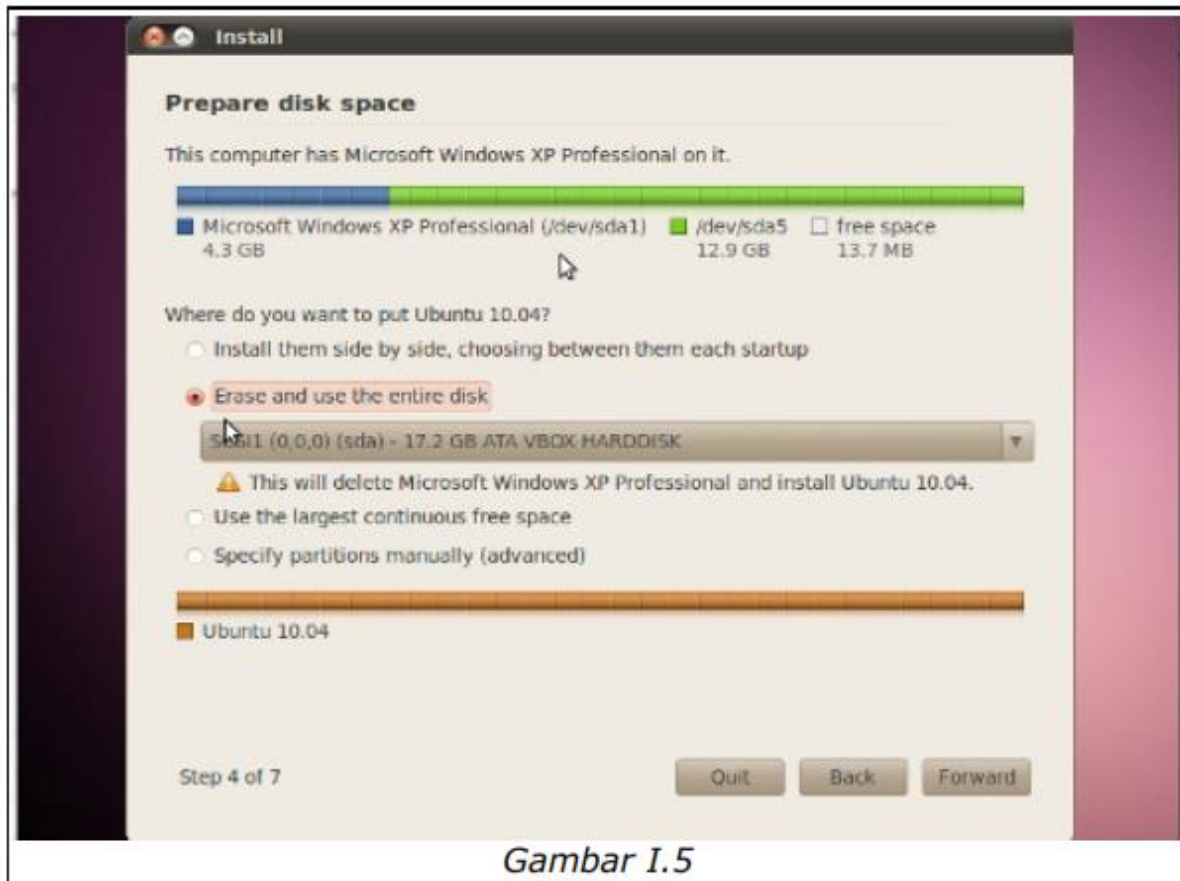 Install
Prepare disk space
This computer has Microsoft Windows XP Professional on it.
Microsoft Windows XP Professional (/dev/sda1) /dev/sda5 free space
4.3 GB 12.9 GB 13.7 MB
Where do you want to put Ubuntu 10.04?
Install them side by side, choosing between them each startup
Erase and use the entire disk
(0,0,0) (sda) - 17.2 GB ATA VBOX HARDDISK
This will delete Microsoft Windows XP Professional and install Ubuntu 10.04.
Use the largest continuous free space
Specify partitions manually (advanced)
Ubuntu 10.04
Step 4 of 7 Quit Back Forward
Gambar I.5